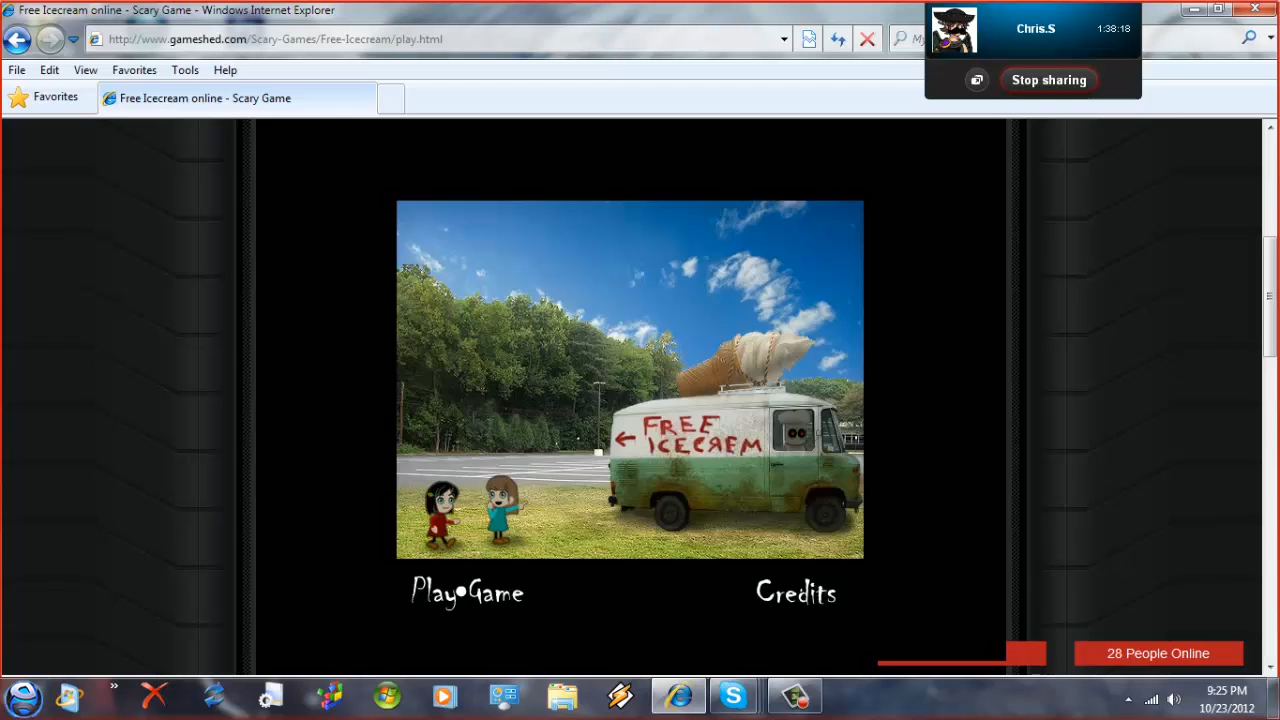 Free Icecream online - Scary Game - Windows Internet Explorer
Chris.S
1:38:18
http://www.gameshed.com/Scary-Games/Free-Icecream/play.html
My
File Edit View Favorites Tools Help
Stop sharing
Favorites
Free Icecream online - Scary Game
FREE
ICECREM
Play•Game
Credits
28 People Online
9:25 PM
10/23/2012